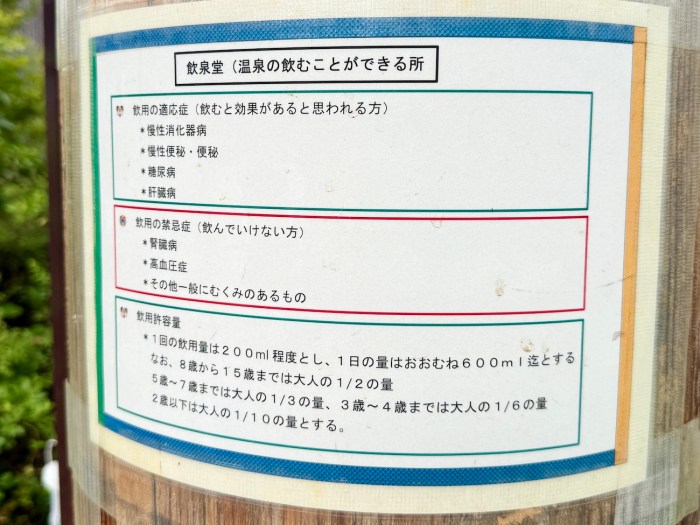 飲泉堂(温泉の飲むことができる所
飲用の適応症(飲むと効果があると思われる方)
*慢性消化器病
*慢性便秘・便秘
*糖尿病
*肝臓病
飲用の禁忌症(飲んでいけない方)
*腎臓病
*高血圧症
*その他一般にむくみのあるもの
飲用許容量
*1回の飲用量は200ml程度とし、1日の量はおおむね600ml迄とする
なお、8歳から15歳までは大人の1/2の量
5歳~7歳までは大人の1/3の量、3歳~4歳までは大人の1/6の量
2歳以下は大人の1/10の量とする。